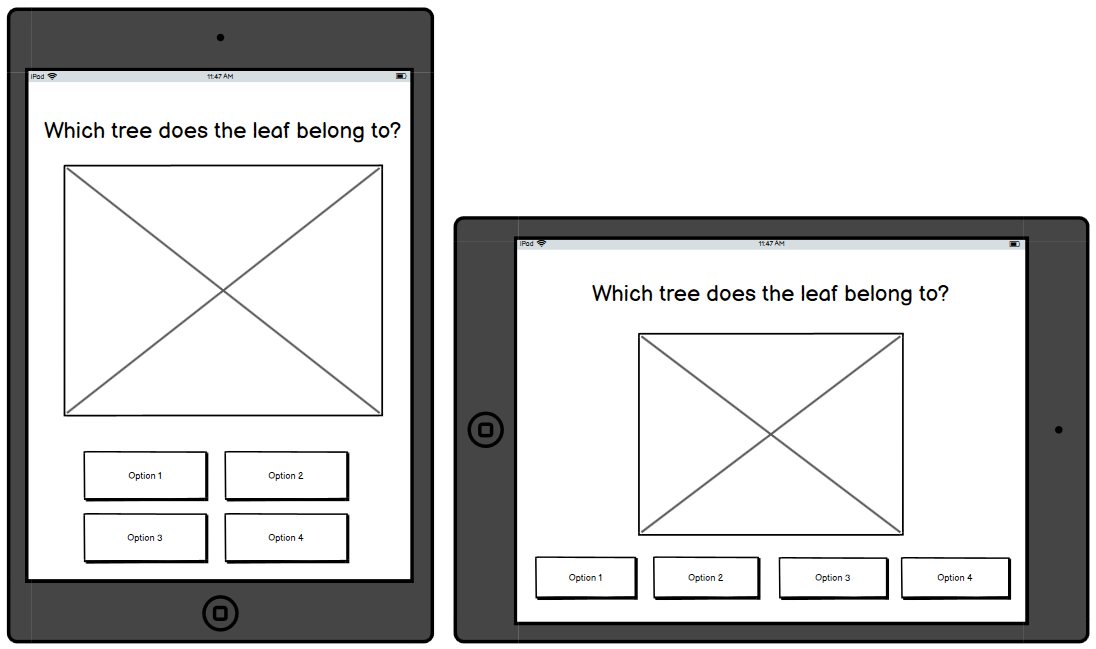 iPod
11:47 AM
Which tree does the leaf belong to?
Option 1
Option 2
Option 3
Option 4
iPod
11:47 AM
Which tree does the leaf belong to?
Option 1
Option 2
Option 3
Option 4